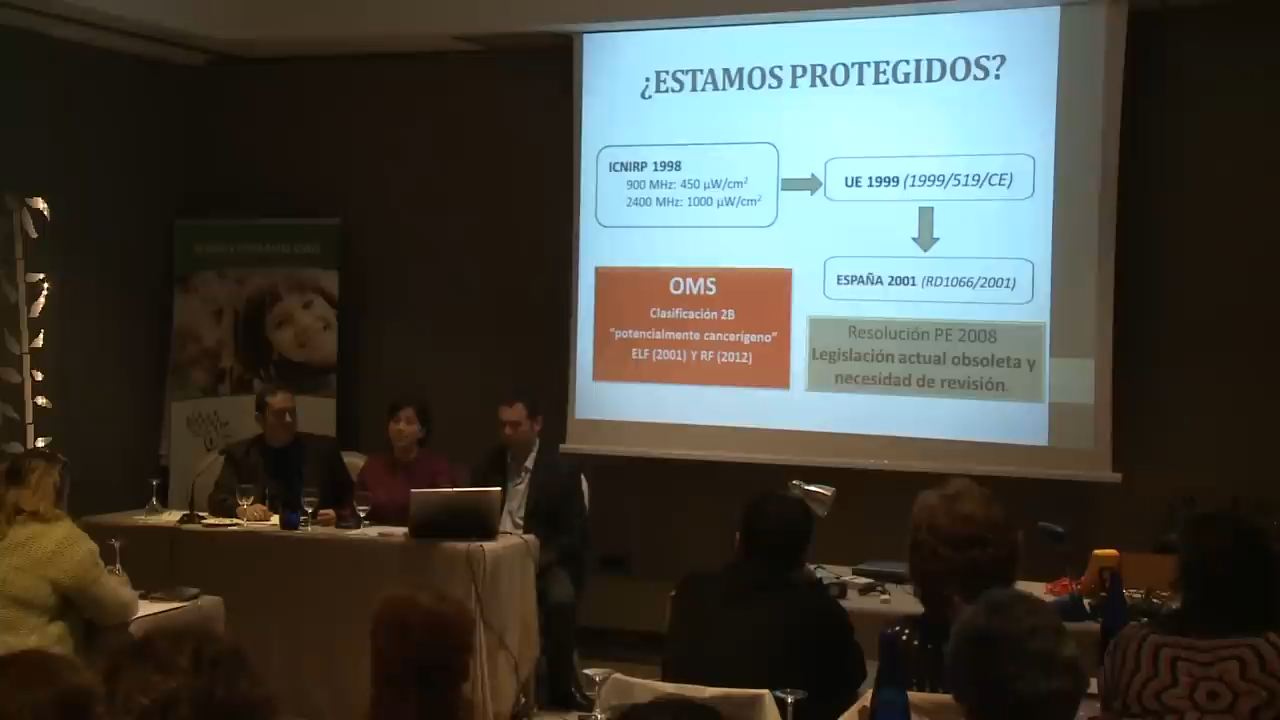 ¿ESTAMOS PROTEGIDOS?
ICNIRP 1998
900 MHz: 450 µW/cm²
2400 MHz: 1000 µW/cm²
UE 1999 (1999/519/CE)
ESPAÑA 2001 (RD1066/2001)
OMS
Clasificación 2B
"potencialmente cancerígeno"
ELF (2001) Y RF (2012)
Resolución PE 2008
Legislación actual obsoleta y
necesidad de revisión.